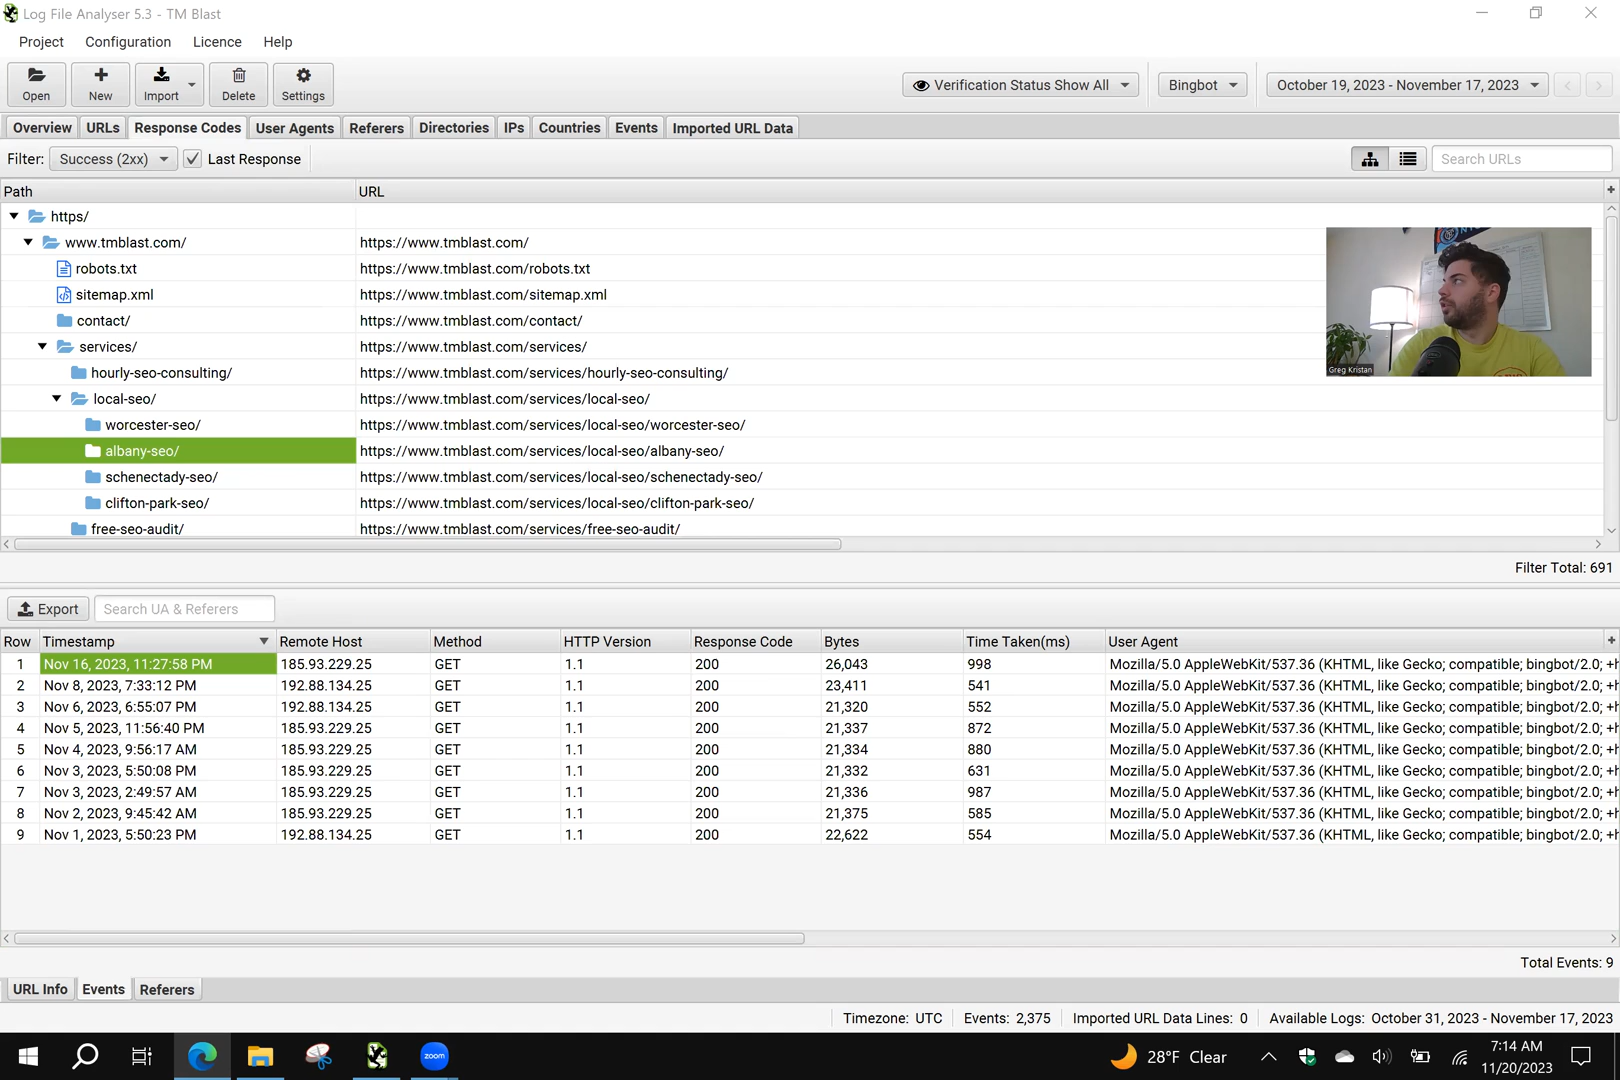 Log File Analyser 5.3 - TM Blast
Project Configuration Licence Help
Open New Import Delete Settings Verification Status Show All Bingbot October 19, 2023 - November 17, 2023
Overview URLs Response Codes User Agents Referers Directories IPs Countries Events Imported URL Data
Filter: Success (2xx) Last Response Search URLs
Path URL
https/
www.tmblast.com/ https://www.tmblast.com/
robots.txt https://www.tmblast.com/robots.txt
sitemap.xml https://www.tmblast.com/sitemap.xml
contact/ https://www.tmblast.com/contact/
services/ https://www.tmblast.com/services/
hourly-seo-consulting/ https://www.tmblast.com/services/hourly-seo-consulting/
Greg Kristan
local-seo/ https://www.tmblast.com/services/local-seo/
worcester-seo/ https://www.tmblast.com/services/local-seo/worcester-seo/
albany-seo/ https://www.tmblast.com/services/local-seo/albany-seo/
schenectady-seo/ https://www.tmblast.com/services/local-seo/schenectady-seo/
clifton-park-seo/ https://www.tmblast.com/services/local-seo/clifton-park-seo/
free-seo-audit/ https://www.tmblast.com/services/free-seo-audit/
Filter Total: 691
Export Search UA & Referers
Row Timestamp Remote Host Method HTTP Version Response Code Bytes Time Taken(ms) User Agent
1 Nov 16, 2023, 11:27:58 PM 185.93.229.25 GET 1.1 200 26,043 998 Mozilla/5.0 AppleWebKit/537.36 (KHTML, like Gecko; compatible; bingbot/2.0; +h
2 Nov 8, 2023, 7:33:12 PM 192.88.134.25 GET 1.1 200 23,411 541 Mozilla/5.0 AppleWebKit/537.36 (KHTML, like Gecko; compatible; bingbot/2.0; +h
3 Nov 6, 2023, 6:55:07 PM 192.88.134.25 GET 1.1 200 21,320 552 Mozilla/5.0 AppleWebKit/537.36 (KHTML, like Gecko; compatible; bingbot/2.0; +h
4 Nov 5, 2023, 11:56:40 PM 185.93.229.25 GET 1.1 200 21,337 872 Mozilla/5.0 AppleWebKit/537.36 (KHTML, like Gecko; compatible; bingbot/2.0; +h
5 Nov 4, 2023, 9:56:17 AM 185.93.229.25 GET 1.1 200 21,334 880 Mozilla/5.0 AppleWebKit/537.36 (KHTML, like Gecko; compatible; bingbot/2.0; +h
6 Nov 3, 2023, 5:50:08 PM 185.93.229.25 GET 1.1 200 21,332 631 Mozilla/5.0 AppleWebKit/537.36 (KHTML, like Gecko; compatible; bingbot/2.0; +h
7 Nov 3, 2023, 2:49:57 AM 185.93.229.25 GET 1.1 200 21,336 987 Mozilla/5.0 AppleWebKit/537.36 (KHTML, like Gecko; compatible; bingbot/2.0; +h
8 Nov 2, 2023, 9:45:42 AM 185.93.229.25 GET 1.1 200 21,375 585 Mozilla/5.0 AppleWebKit/537.36 (KHTML, like Gecko; compatible; bingbot/2.0; +h
9 Nov 1, 2023, 5:50:23 PM 192.88.134.25 GET 1.1 200 22,622 554 Mozilla/5.0 AppleWebKit/537.36 (KHTML, like Gecko; compatible; bingbot/2.0; +h
Total Events: 9
URL Info Events Referers
Timezone: UTC Events: 2,375 Imported URL Data Lines: 0 Available Logs: October 31, 2023 - November 17, 2023
zoom 28°F Clear 7:14 AM
11/20/2023